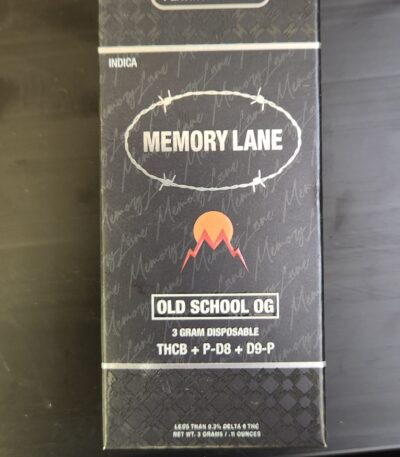 INDICA
MEMORY LANE
OLD SCHOOL OG
3 GRAM DISPOSABLE
THCB + P-D8 + D9-P
LESS THAN 0.3% DELTA 9 THC
NET WT. 3 GRAMS / .11 OUNCES